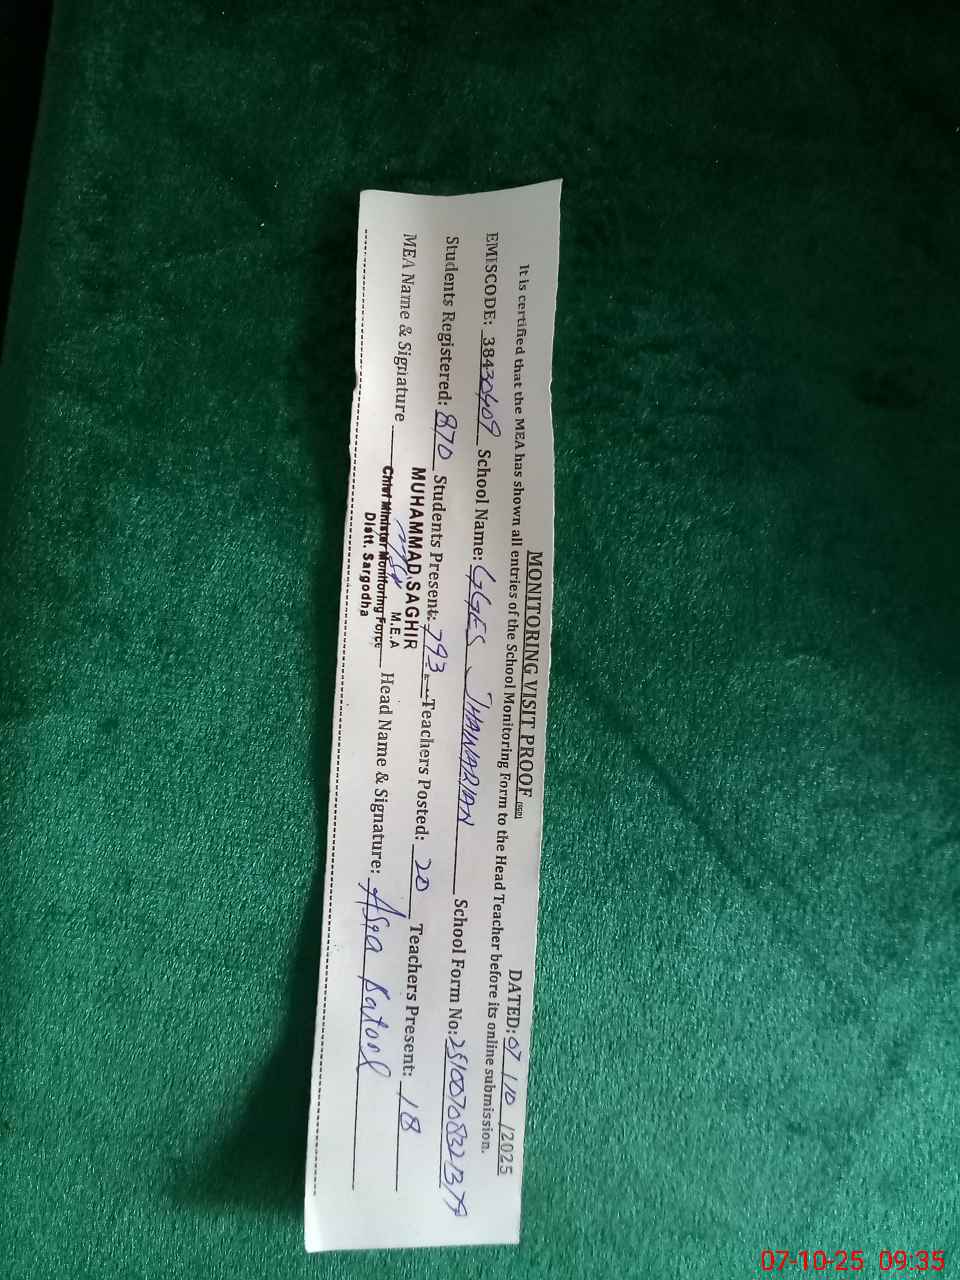 MONITORING VISIT PROOF
DATED: 07/10/2025
It is certified that the MEA has shown all entries of the School Monitoring Form to the Head Teacher before its online submission.
EMISCODE: 38430409 School Name: GGES JHAWARIAN School Form No:
Students Registered: 870 Students Present: 793 Teachers Posted: 20 Teachers Present: 18
MEA Name & Signature Head Name & Signature: Asia Batool
MUHAMMAD SAGHIR
M.E.A
Chief Minister Monitoring Force
Distt. Sargodha
07-10-25 09:35